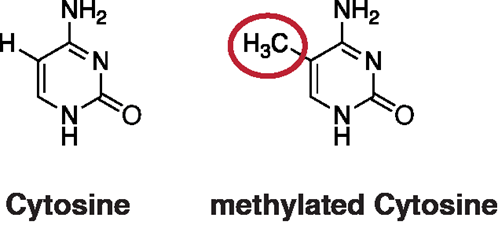 NH₂
NH₂
H
H₃C
N
N
N
H
O
N
H
O
Cytosine
methylated Cytosine